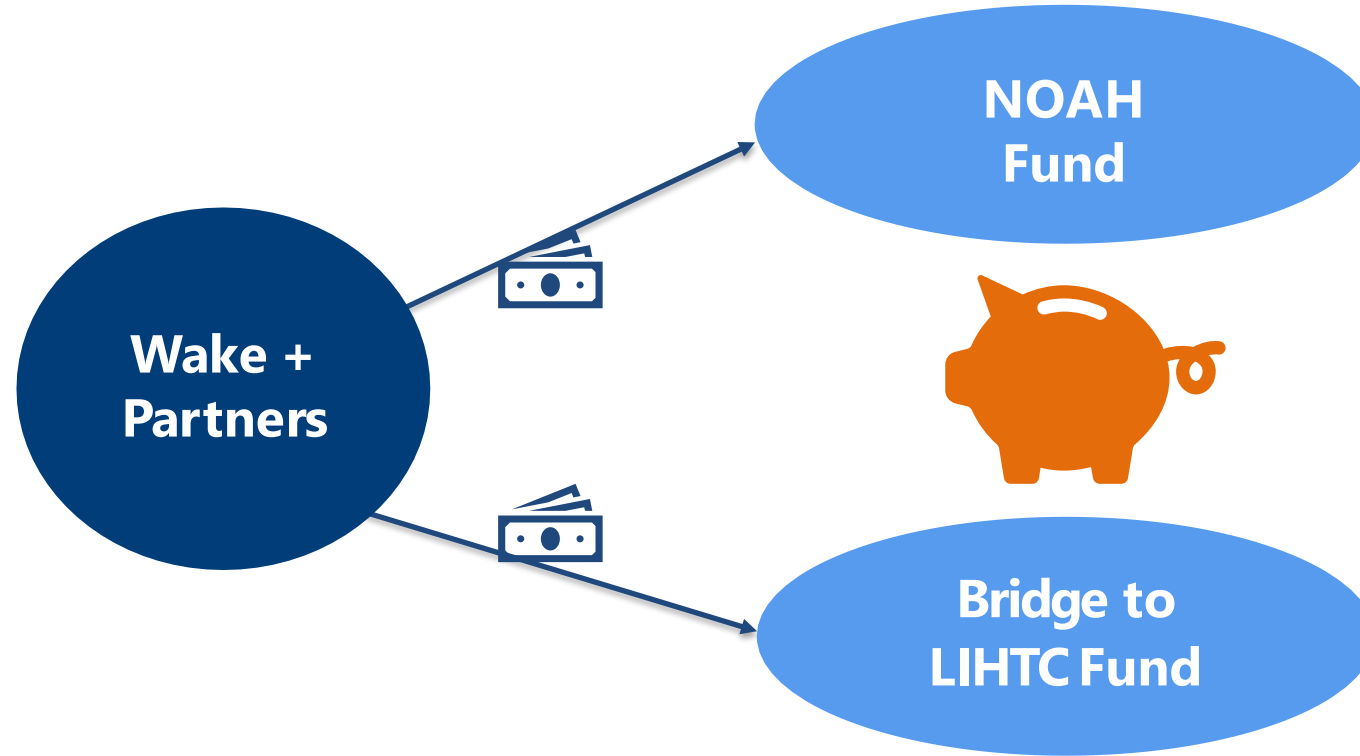 NOAH
Fund
Wake +
Partners
Bridge to
LIHTC Fund